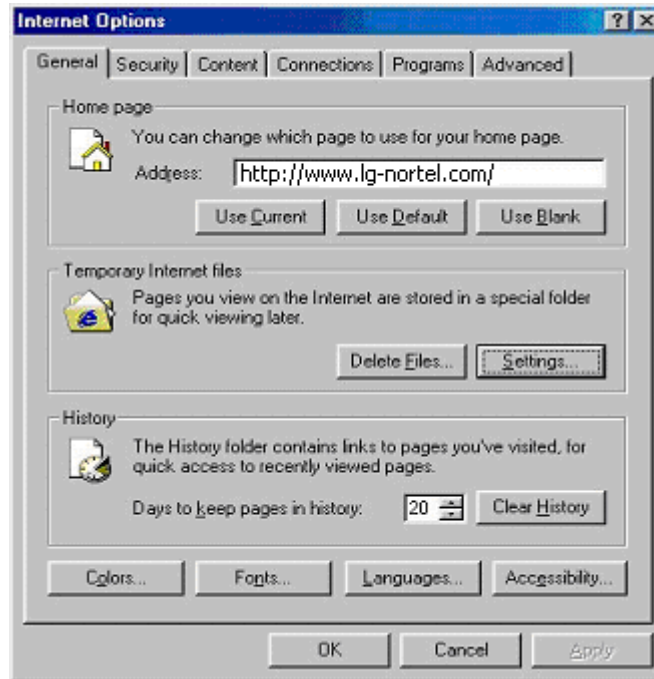 Internet Options
General Security Content Connections Programs Advanced
Home page
You can change which page to use for your home page.
Address: http://www.lg-nortel.com/
Use Current Use Default Use Blank
Temporary Internet files
Pages you view on the Internet are stored in a special folder
for quick viewing later.
Delete Files... Settings...
History
The History folder contains links to pages you've visited, for
quick access to recently viewed pages.
Days to keep pages in history: 20 Clear History
Colors... Fonts... Languages... Accessibility...
OK Cancel Apply